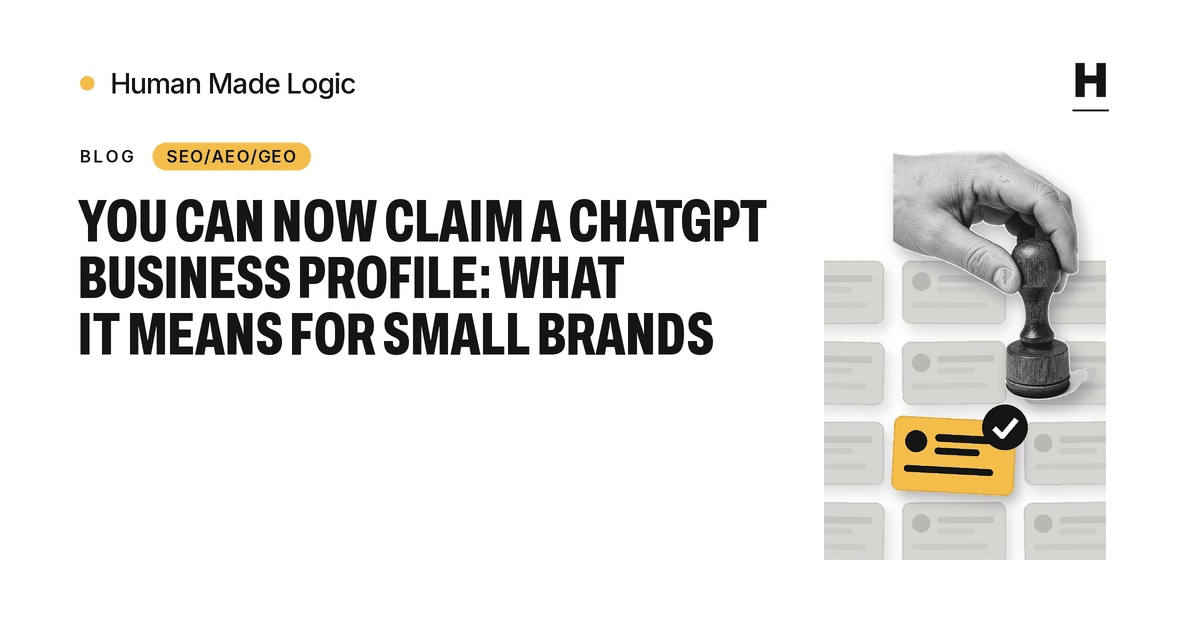 Human Made Logic
H
BLOG SEO/AEO/GEO
YOU CAN NOW CLAIM A CHATGPT
BUSINESS PROFILE: WHAT
IT MEANS FOR SMALL BRANDS